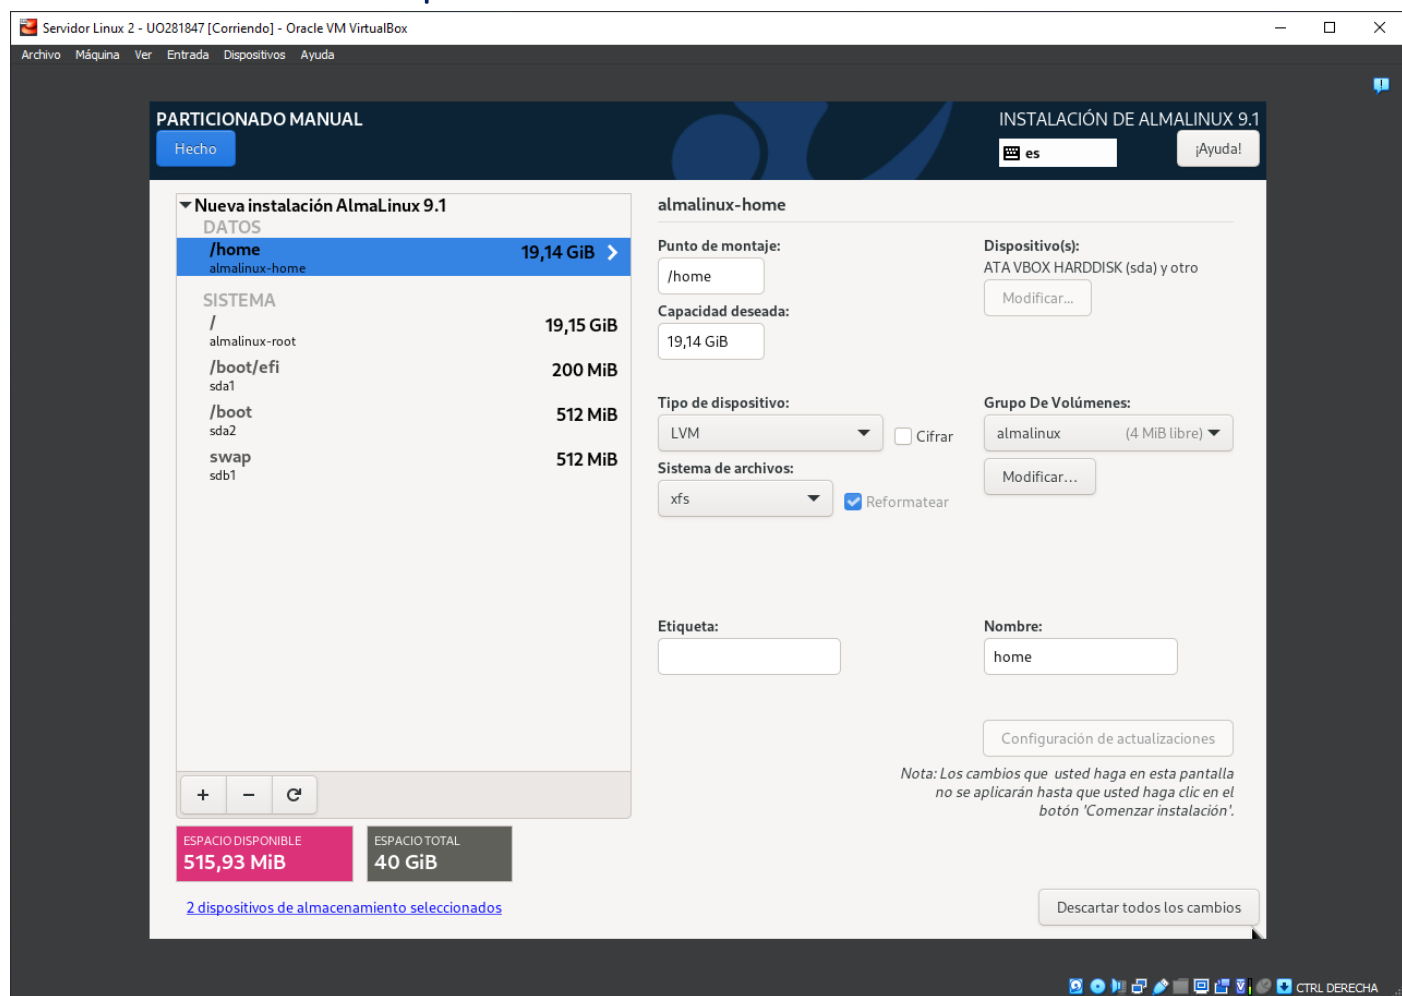 Servidor Linux 2 - UO281847 [Corriendo] - Oracle VM VirtualBox
Archivo Máquina Ver Entrada Dispositivos Ayuda
PARTICIONADO MANUAL
INSTALACIÓN DE ALMALINUX 9.1
Hecho
es
¡Ayuda!
Nueva instalación AlmaLinux 9.1
DATOS
/home 19,14 GiB
almalinux-home
SISTEMA
/ 19,15 GiB
almalinux-root
/boot/efi 200 MiB
sda1
/boot 512 MiB
sda2
swap 512 MiB
sdb1
+ −
ESPACIO DISPONIBLE
515,93 MiB
ESPACIO TOTAL
40 GiB
2 dispositivos de almacenamiento seleccionados
almalinux-home
Punto de montaje:
/home
Capacidad deseada:
19,14 GiB
Dispositivo(s):
ATA VBOX HARDDISK (sda) y otro
Modificar...
Tipo de dispositivo:
LVM
Cifrar
Grupo De Volúmenes:
almalinux (4 MiB libre)
Modificar...
Sistema de archivos:
xfs
Reformatear
Etiqueta:
Nombre:
home
Configuración de actualizaciones
Nota: Los cambios que usted haga en esta pantalla
no se aplicarán hasta que usted haga clic en el
botón 'Comenzar instalación'.
Descartar todos los cambios
CTRL DERECHA